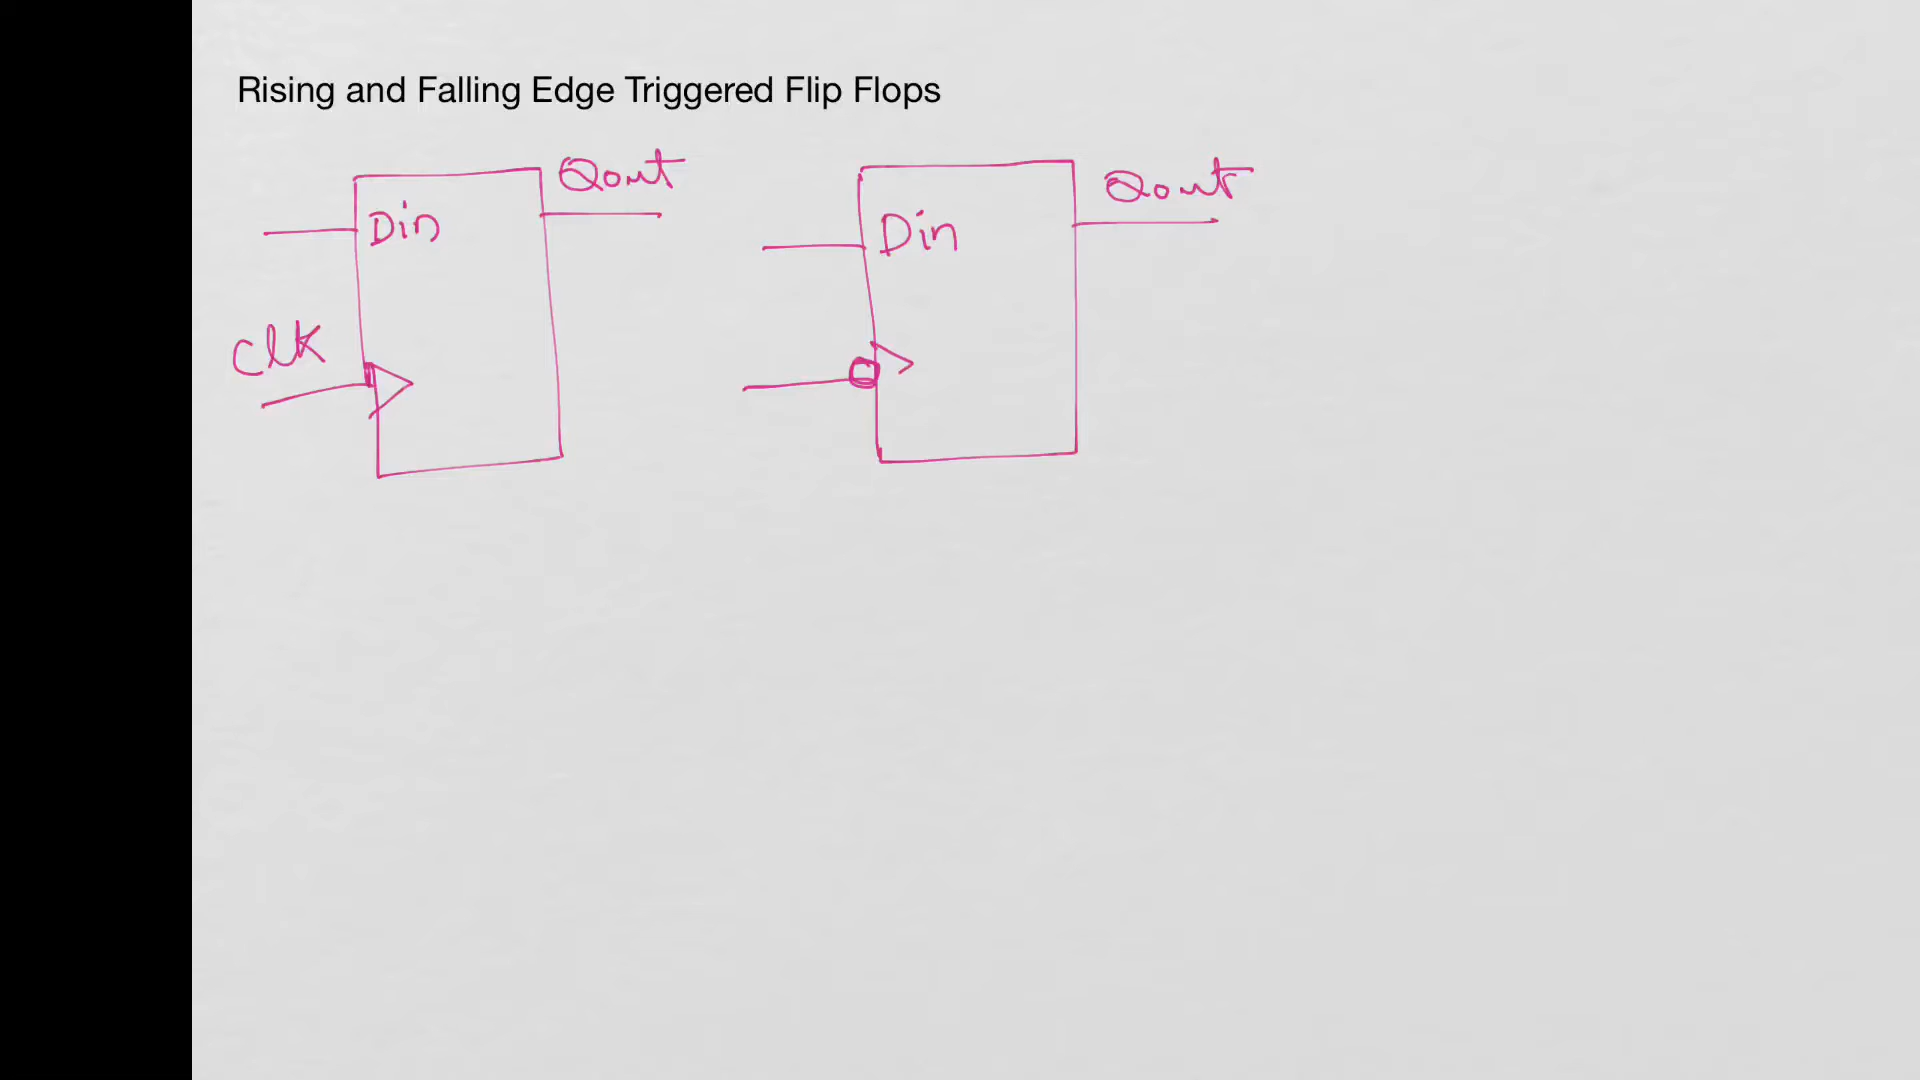 Rising and Falling Edge Triggered Flip Flops
Qout
Qout
Din
Din
Clk